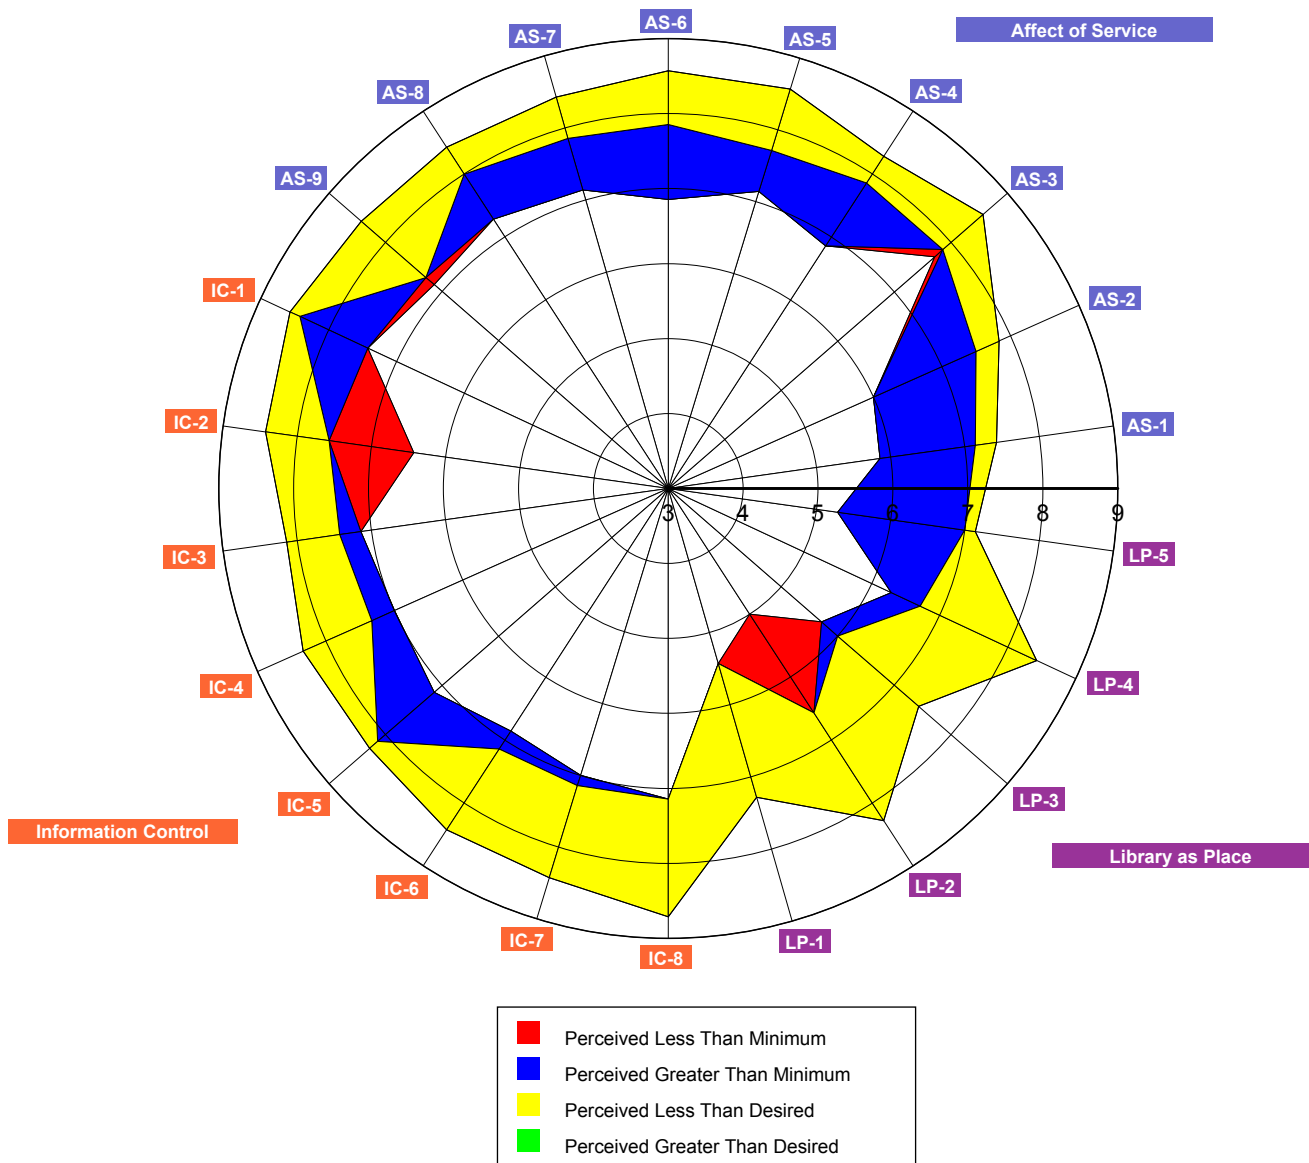 AS-6
AS-7
AS-5
Affect of Service
AS-8
AS-4
AS-9
AS-3
IC-1
AS-2
IC-2
AS-1
3 4 5 6 7 8 9
IC-3
LP-5
IC-4
LP-4
IC-5
LP-3
Information Control
Library as Place
IC-6
LP-2
IC-7
LP-1
IC-8
Perceived Less Than Minimum
Perceived Greater Than Minimum
Perceived Less Than Desired
Perceived Greater Than Desired